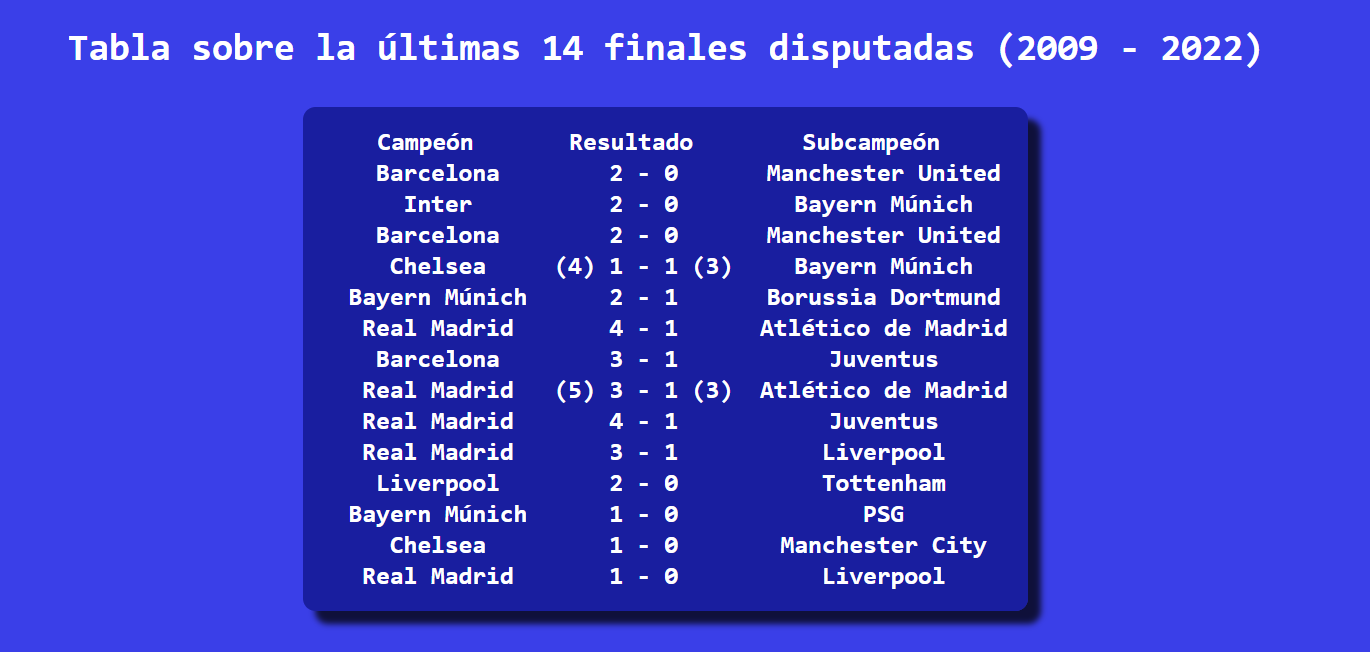 Tabla sobre la últimas 14 finales disputadas (2009 - 2022)
Campeón Resultado Subcampeón
Barcelona 2 - 0 Manchester United
Inter 2 - 0 Bayern Múnich
Barcelona 2 - 0 Manchester United
Chelsea (4) 1 - 1 (3) Bayern Múnich
Bayern Múnich 2 - 1 Borussia Dortmund
Real Madrid 4 - 1 Atlético de Madrid
Barcelona 3 - 1 Juventus
Real Madrid (5) 3 - 1 (3) Atlético de Madrid
Real Madrid 4 - 1 Juventus
Real Madrid 3 - 1 Liverpool
Liverpool 2 - 0 Tottenham
Bayern Múnich 1 - 0 PSG
Chelsea 1 - 0 Manchester City
Real Madrid 1 - 0 Liverpool